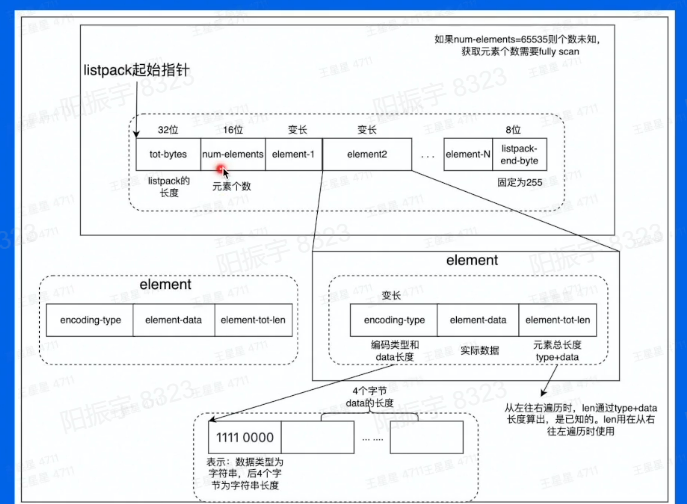 如果num-elements=65535则个数未知,
获取元素个数需要fully scan
listpack起始指针
32位 16位 变长 变长 8位
tot-bytes num-elements element-1 element2 . . . element-N listpack-
end-byte
listpack的
长度
元素个数
固定为255
element
encoding-type element-data element-tot-len
element
变长
encoding-type element-data element-tot-len
编码类型和
data长度
实际数据
元素总长度
type+data
4个字节
data的长度
1111 0000 ... ...
表示：数据类型为
字符串，后4个字
节为字符串长度
从左往右遍历时，len通过type+data
长度算出，是已知的。len用在从右
往左遍历时使用
阳振宇 8323
王星星 4711